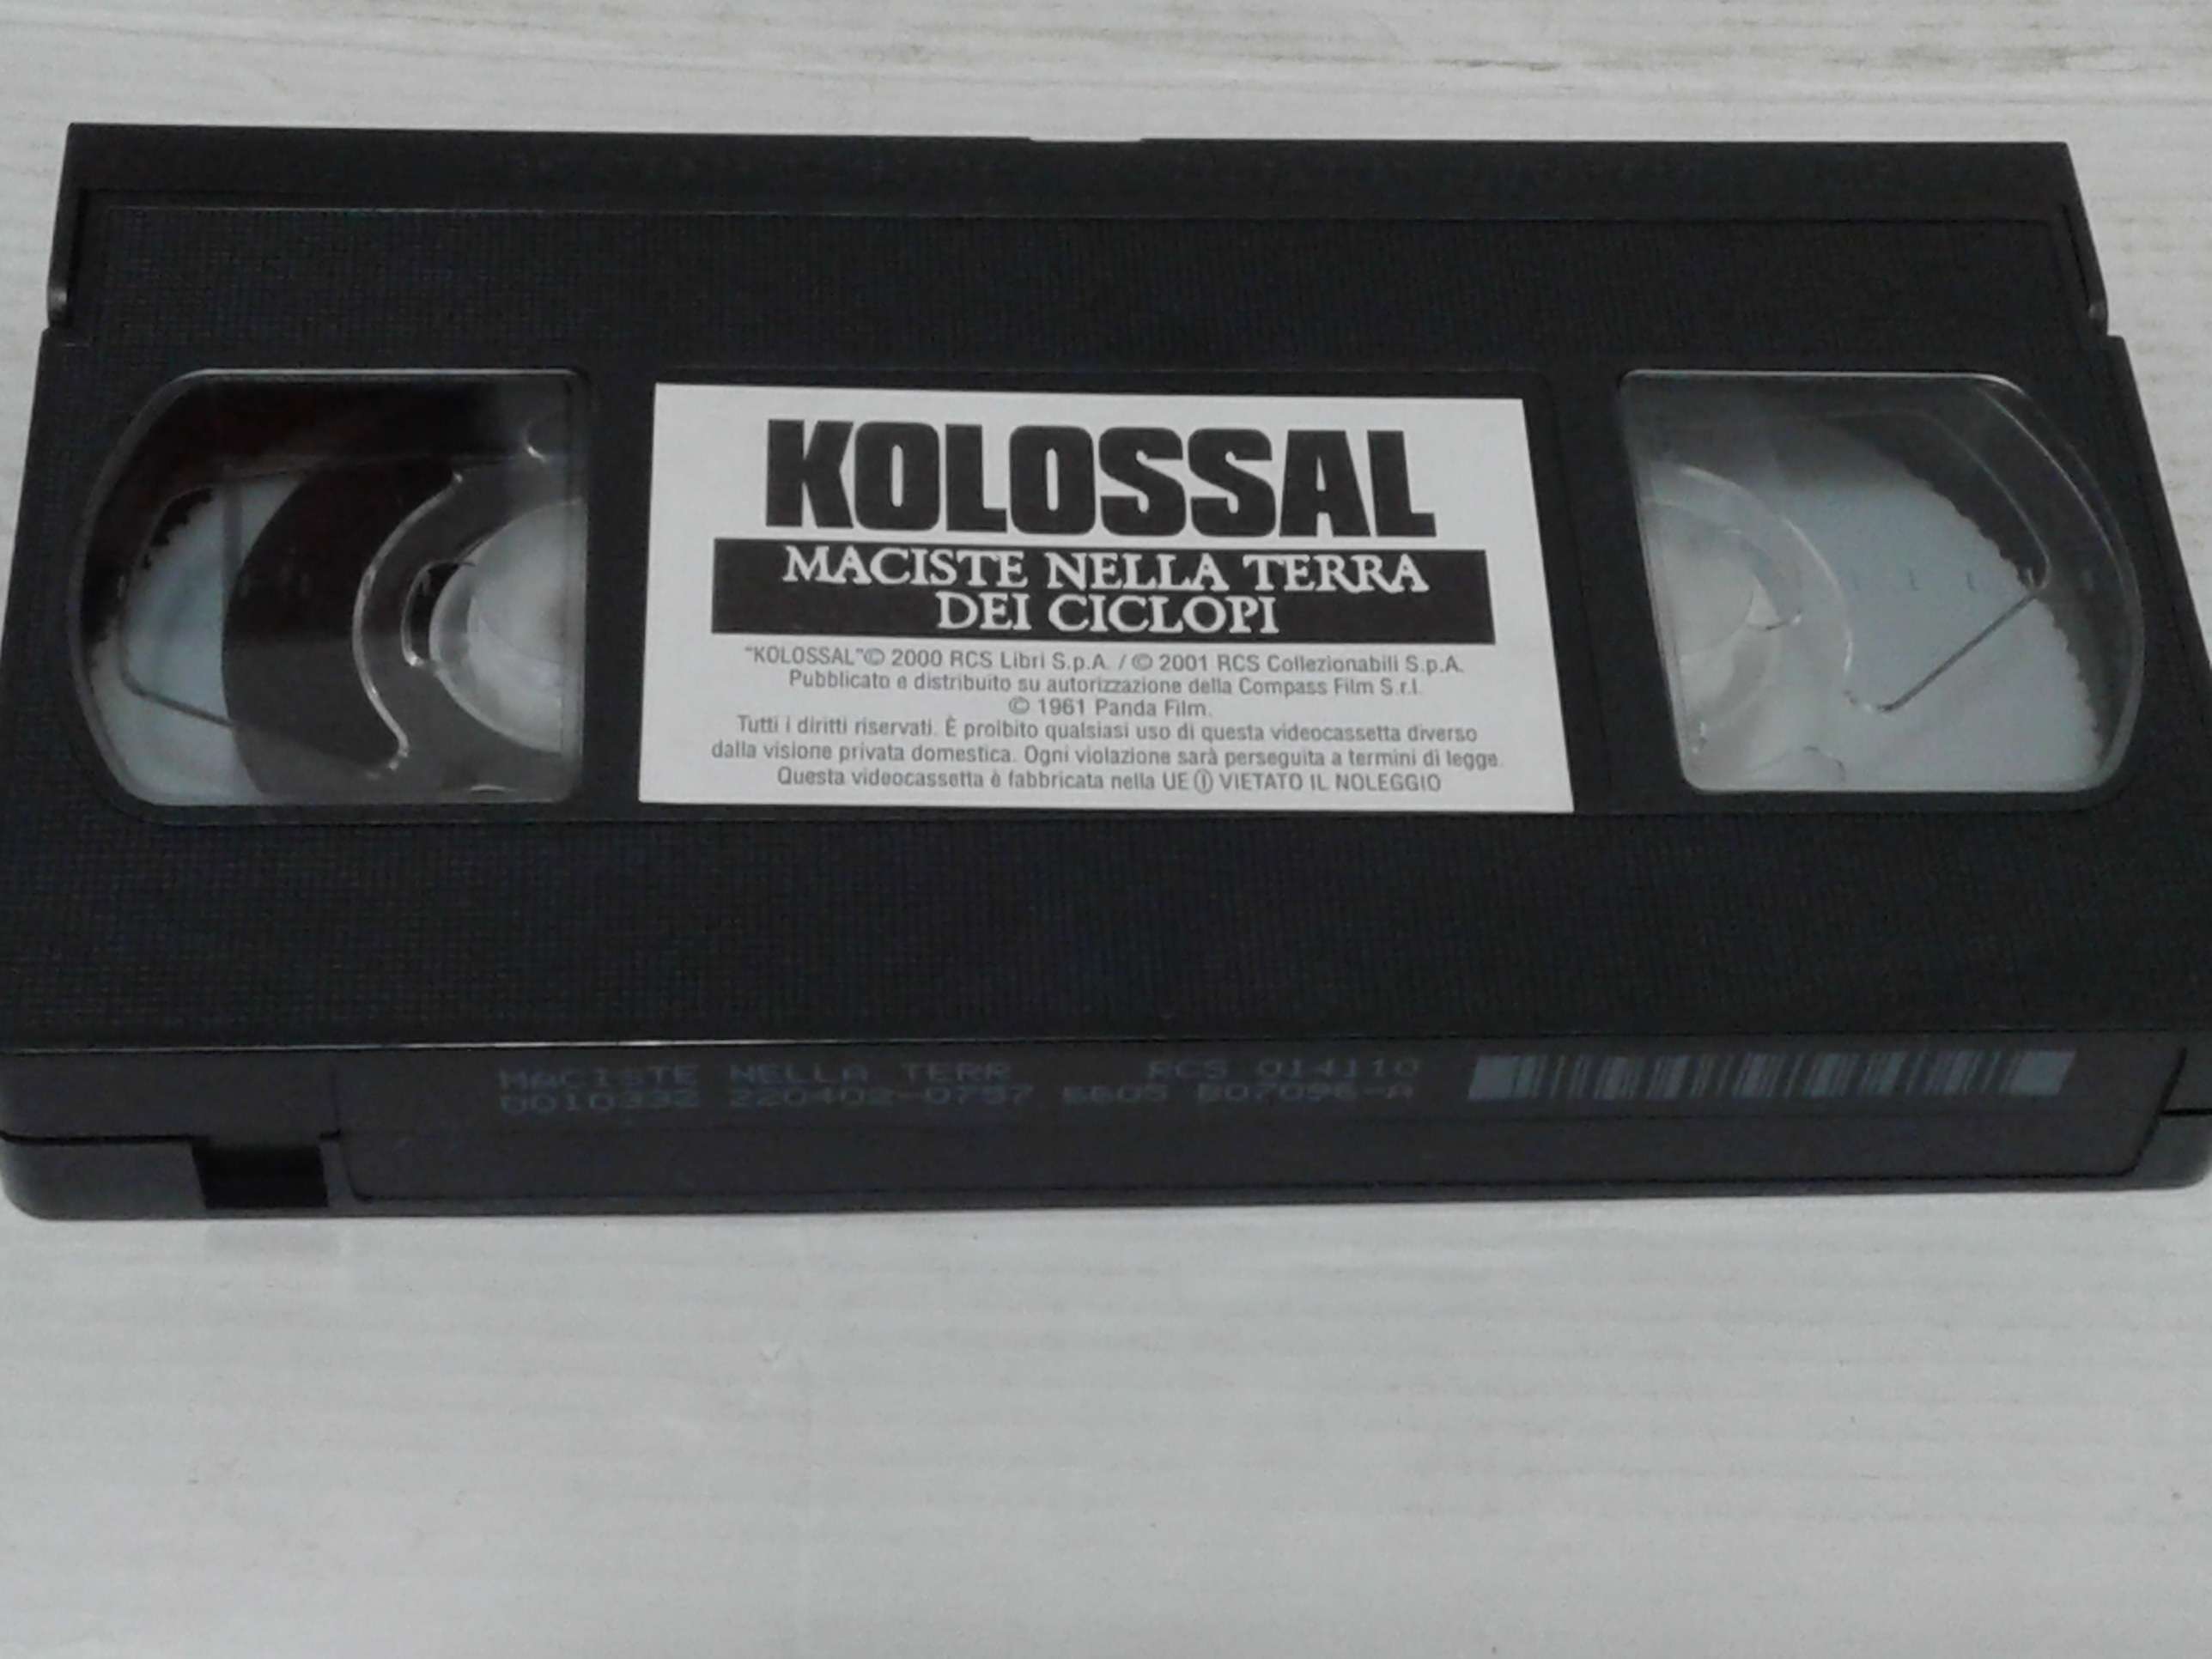 KOLOSSAL
MACISTE NELLA TERRA
DEI CICLOPI
"KOLOSSAL"© 2000 RCS Libri S.p.A. / © 2001 RCS Collezionabili S.p.A.
Pubblicato e distribuito su autorizzazione della Compass Film S.r.l.
© 1961 Panda Film.
Tutti i diritti riservati. È proibito qualsiasi uso di questa videocassetta diverso
dalla visione privata domestica. Ogni violazione sarà perseguita a termini di legge.
Questa videocassetta è fabbricata nella UE Ⓘ VIETATO IL NOLEGGIO
MACISTE NELLA TERR RCS 014110
220402-0757